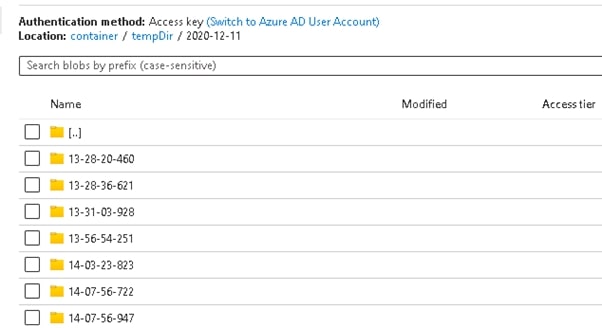 Authentication method: Access key (Switch to Azure AD User Account)
Location: container / tempDir / 2020-12-11
Search blobs by prefix (case-sensitive)
Name Modified Access tier
[..]
13-28-20-460
13-28-36-621
13-31-03-928
13-56-54-251
14-03-23-823
14-07-56-722
14-07-56-947